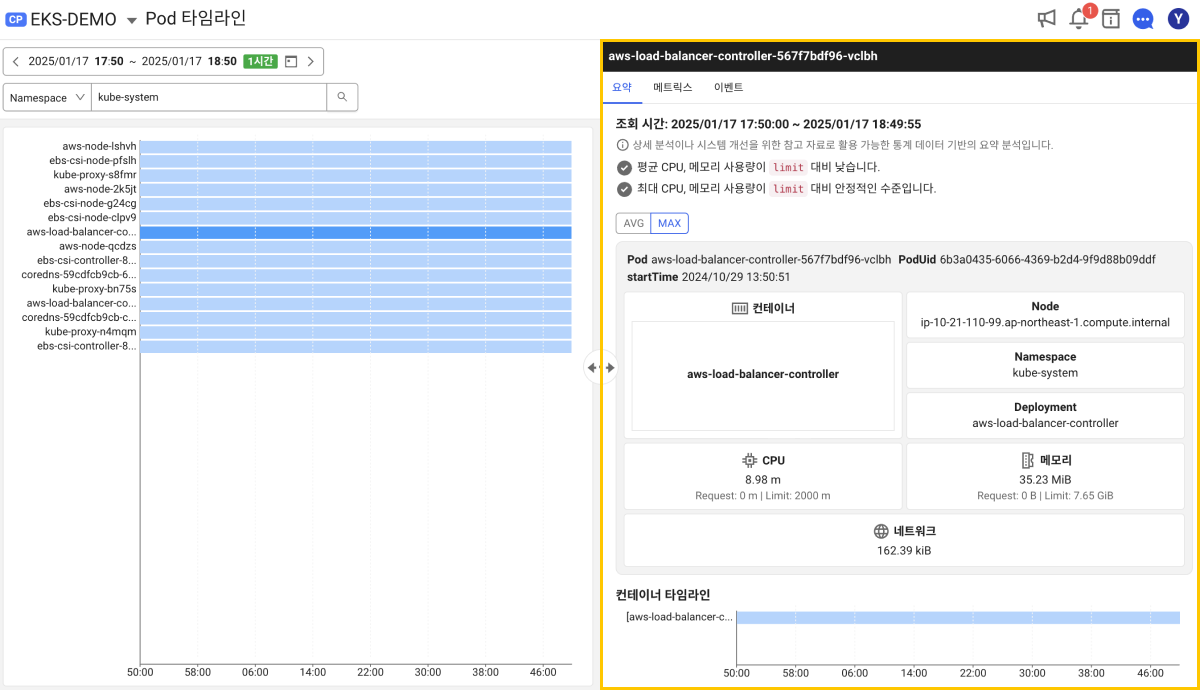 CP EKS-DEMO Pod 타임라인
1
Y
2025/01/17 17:50 ~ 2025/01/17 18:50 1시간
Namespace kube-system
aws-node-lshvh
ebs-csi-node-pfslh
kube-proxy-s8fmr
aws-node-2k5jt
ebs-csi-node-g24cg
ebs-csi-node-clpv9
aws-load-balancer-co...
aws-node-qcdzs
ebs-csi-controller-8...
coredns-59cdfcb9cb-6...
kube-proxy-bn75s
aws-load-balancer-co...
coredns-59cdfcb9cb-c...
kube-proxy-n4mqm
ebs-csi-controller-8...
50:00 58:00 06:00 14:00 22:00 30:00 38:00 46:00
aws-load-balancer-controller-567f7bdf96-vclbh
요약 메트릭스 이벤트
조회 시간: 2025/01/17 17:50:00 ~ 2025/01/17 18:49:55
상세 분석이나 시스템 개선을 위한 참고 자료로 활용 가능한 통계 데이터 기반의 요약 분석입니다.
평균 CPU, 메모리 사용량이 limit 대비 낮습니다.
최대 CPU, 메모리 사용량이 limit 대비 안정적인 수준입니다.
AVG MAX
Pod aws-load-balancer-controller-567f7bdf96-vclbh PodUid 6b3a0435-6066-4369-b2d4-9f9d88b09ddf
startTime 2024/10/29 13:50:51
컨테이너
aws-load-balancer-controller
Node
ip-10-21-110-99.ap-northeast-1.compute.internal
Namespace
kube-system
Deployment
aws-load-balancer-controller
CPU
8.98 m
Request: 0 m | Limit: 2000 m
메모리
35.23 MiB
Request: 0 B | Limit: 7.65 GiB
네트워크
162.39 kiB
컨테이너 타임라인
[aws-load-balancer-c...
50:00 58:00 06:00 14:00 22:00 30:00 38:00 46:00